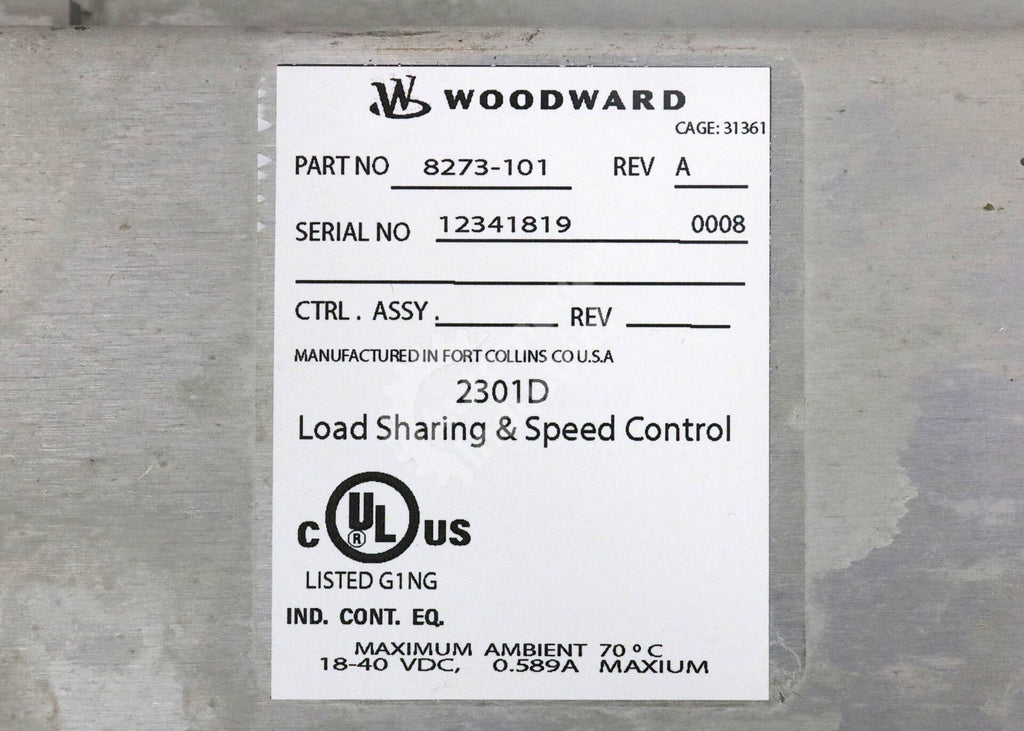 W WOODWARD
CAGE: 31361
PART NO 8273-101 REV A
SERIAL NO 12341819 0008
CTRL. ASSY. REV
MANUFACTURED IN FORT COLLINS CO U.S.A
2301D
Load Sharing & Speed Control
C UL ® US
LISTED G1NG
IND. CONT. EQ.
MAXIMUM AMBIENT 70 ° C
18-40 VDC, 0.589A MAXIUM